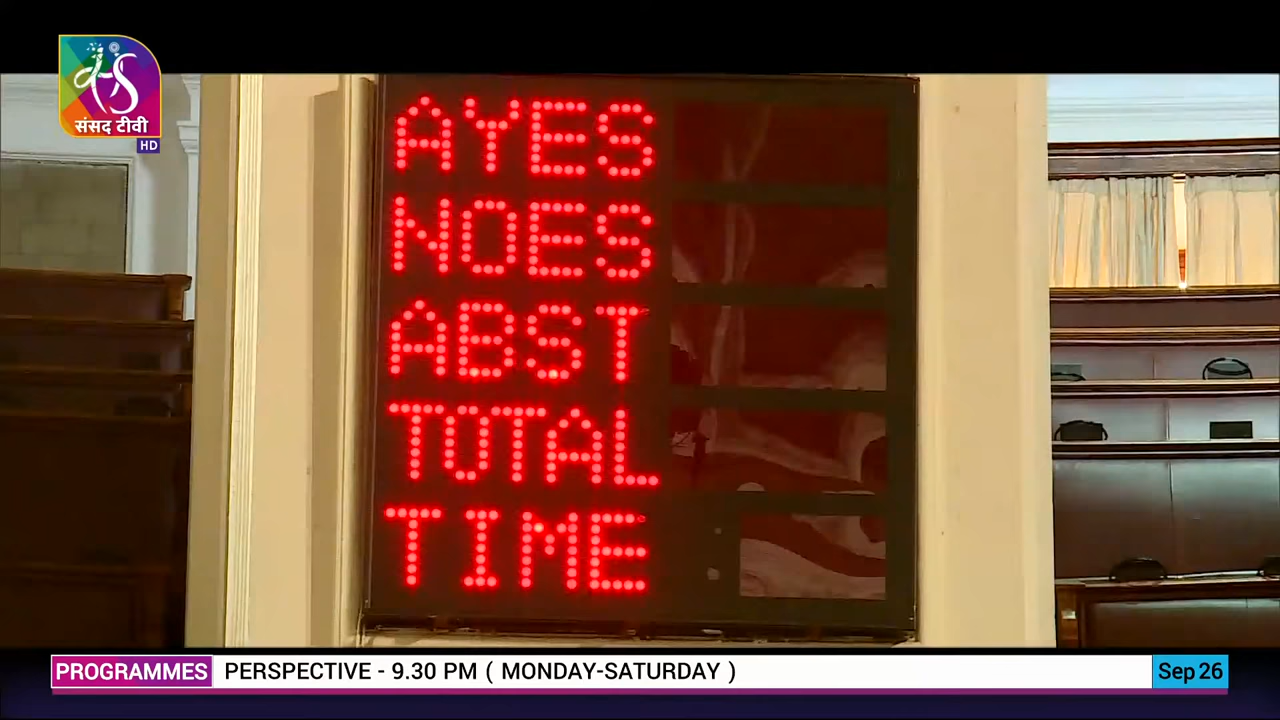 संसद टीवी
HD
AYES
NOES
ABST
TOTAL
TIME
PROGRAMMES PERSPECTIVE - 9.30 PM ( MONDAY-SATURDAY ) Sep 26